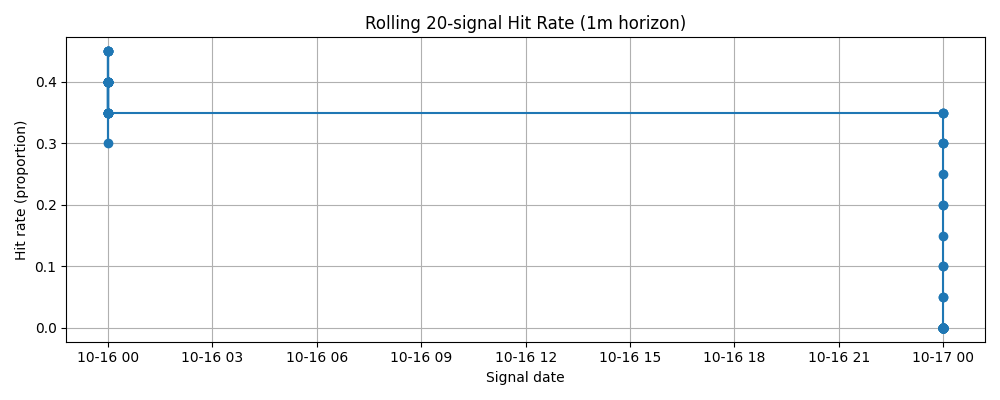 Rolling 20-signal Hit Rate (1m horizon)
Hit rate (proportion)
0.4
0.3
0.2
0.1
0.0
10-16 00 10-16 03 10-16 06 10-16 09 10-16 12 10-16 15 10-16 18 10-16 21 10-17 00
Signal date